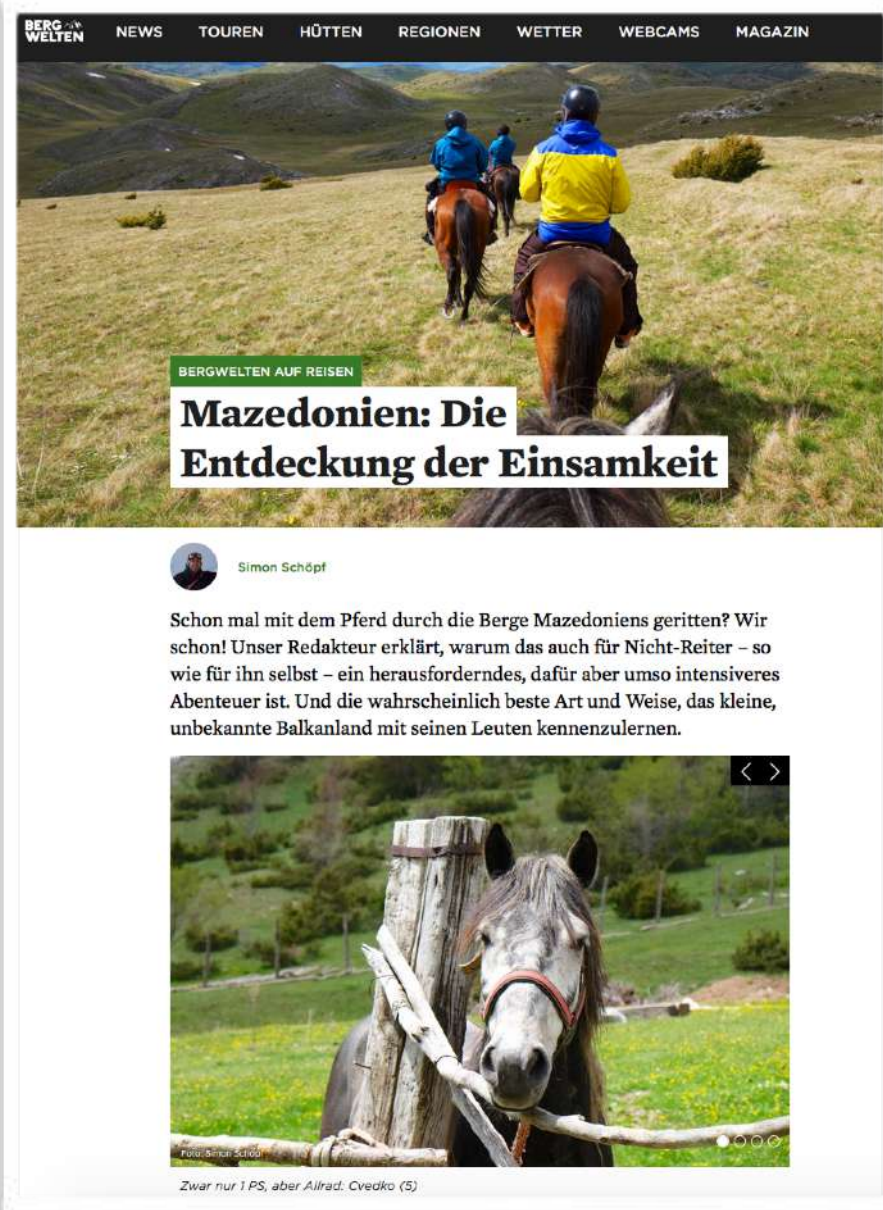 BERG
WELTEN
NEWS TOUREN HÜTTEN REGIONEN WETTER WEBCAMS MAGAZIN
BERGWELTEN AUF REISEN
Mazedonien: Die
Entdeckung der Einsamkeit
Simon Schöpf
Schon mal mit dem Pferd durch die Berge Mazedoniens geritten? Wir
schon! Unser Redakteur erklärt, warum das auch für Nicht-Reiter – so
wie für ihn selbst – ein herausforderndes, dafür aber umso intensiveres
Abenteuer ist. Und die wahrscheinlich beste Art und Weise, das kleine,
unbekannte Balkanland mit seinen Leuten kennenzulernen.
Foto: Simon Schöpf
Zwar nur 1 PS, aber Allrad: Cvedko (5)